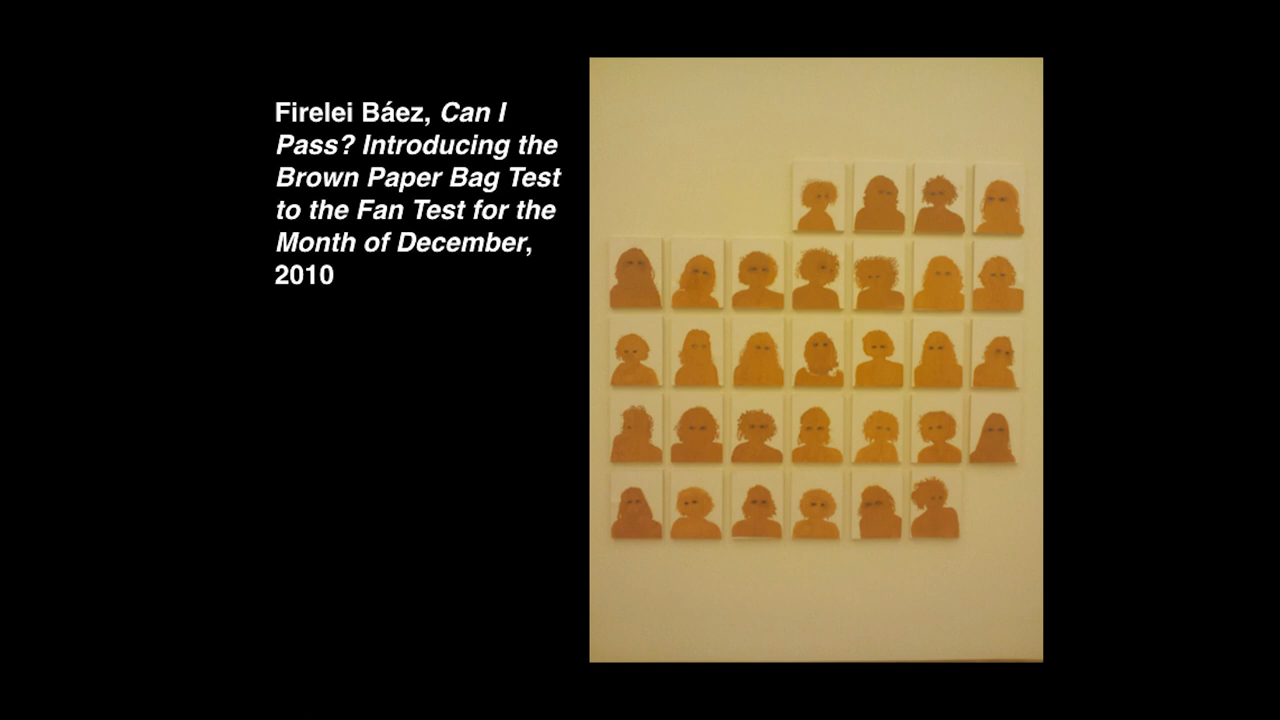 Firelei Báez, Can I
Pass? Introducing the
Brown Paper Bag Test
to the Fan Test for the
Month of December,
2010